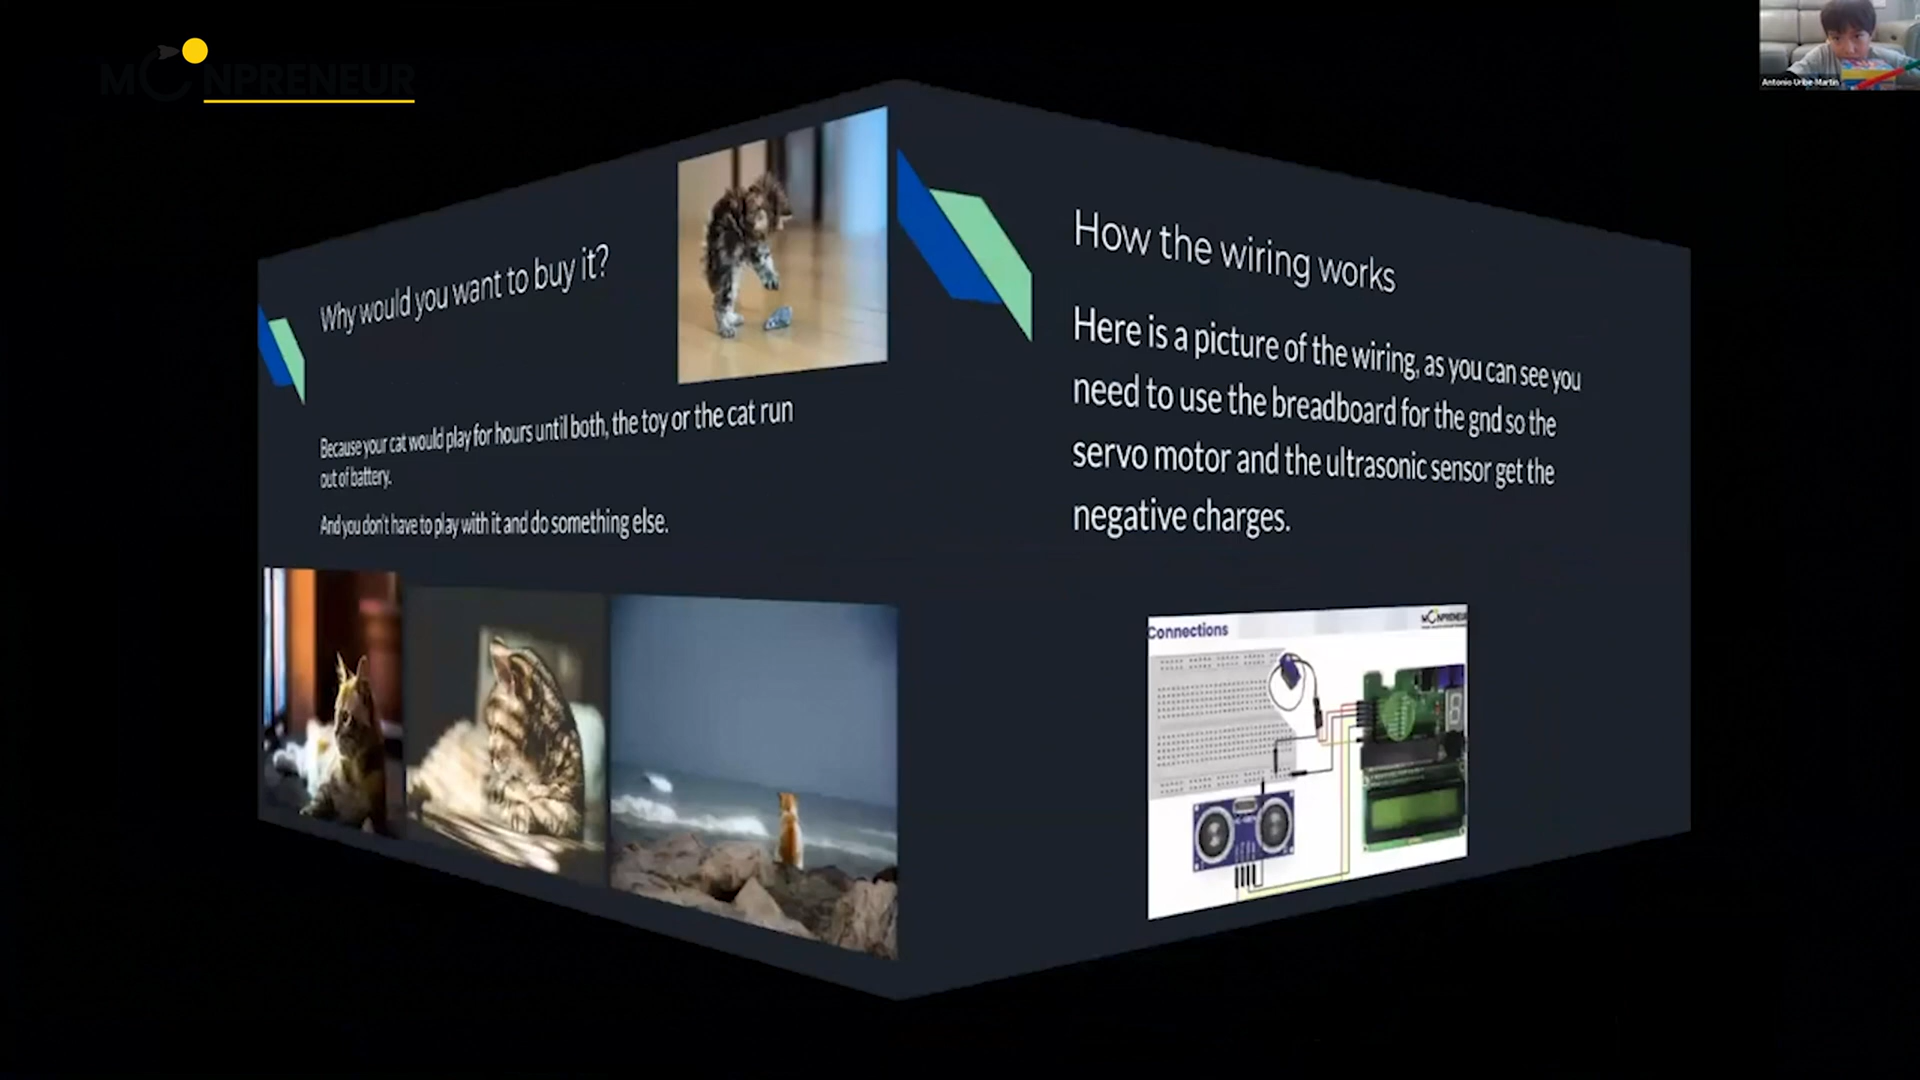 MOONPRENEUR
Antonio Uribe-Martin
Why would you want to buy it?
Because your cat would play for hours until both, the toy or the cat run
out of battery.
And you don't have to play with it and do something else.
How the wiring works
Here is a picture of the wiring, as you can see you
need to use the breadboard for the gnd so the
servo motor and the ultrasonic sensor get the
negative charges.
Connections
MOONPRENEUR